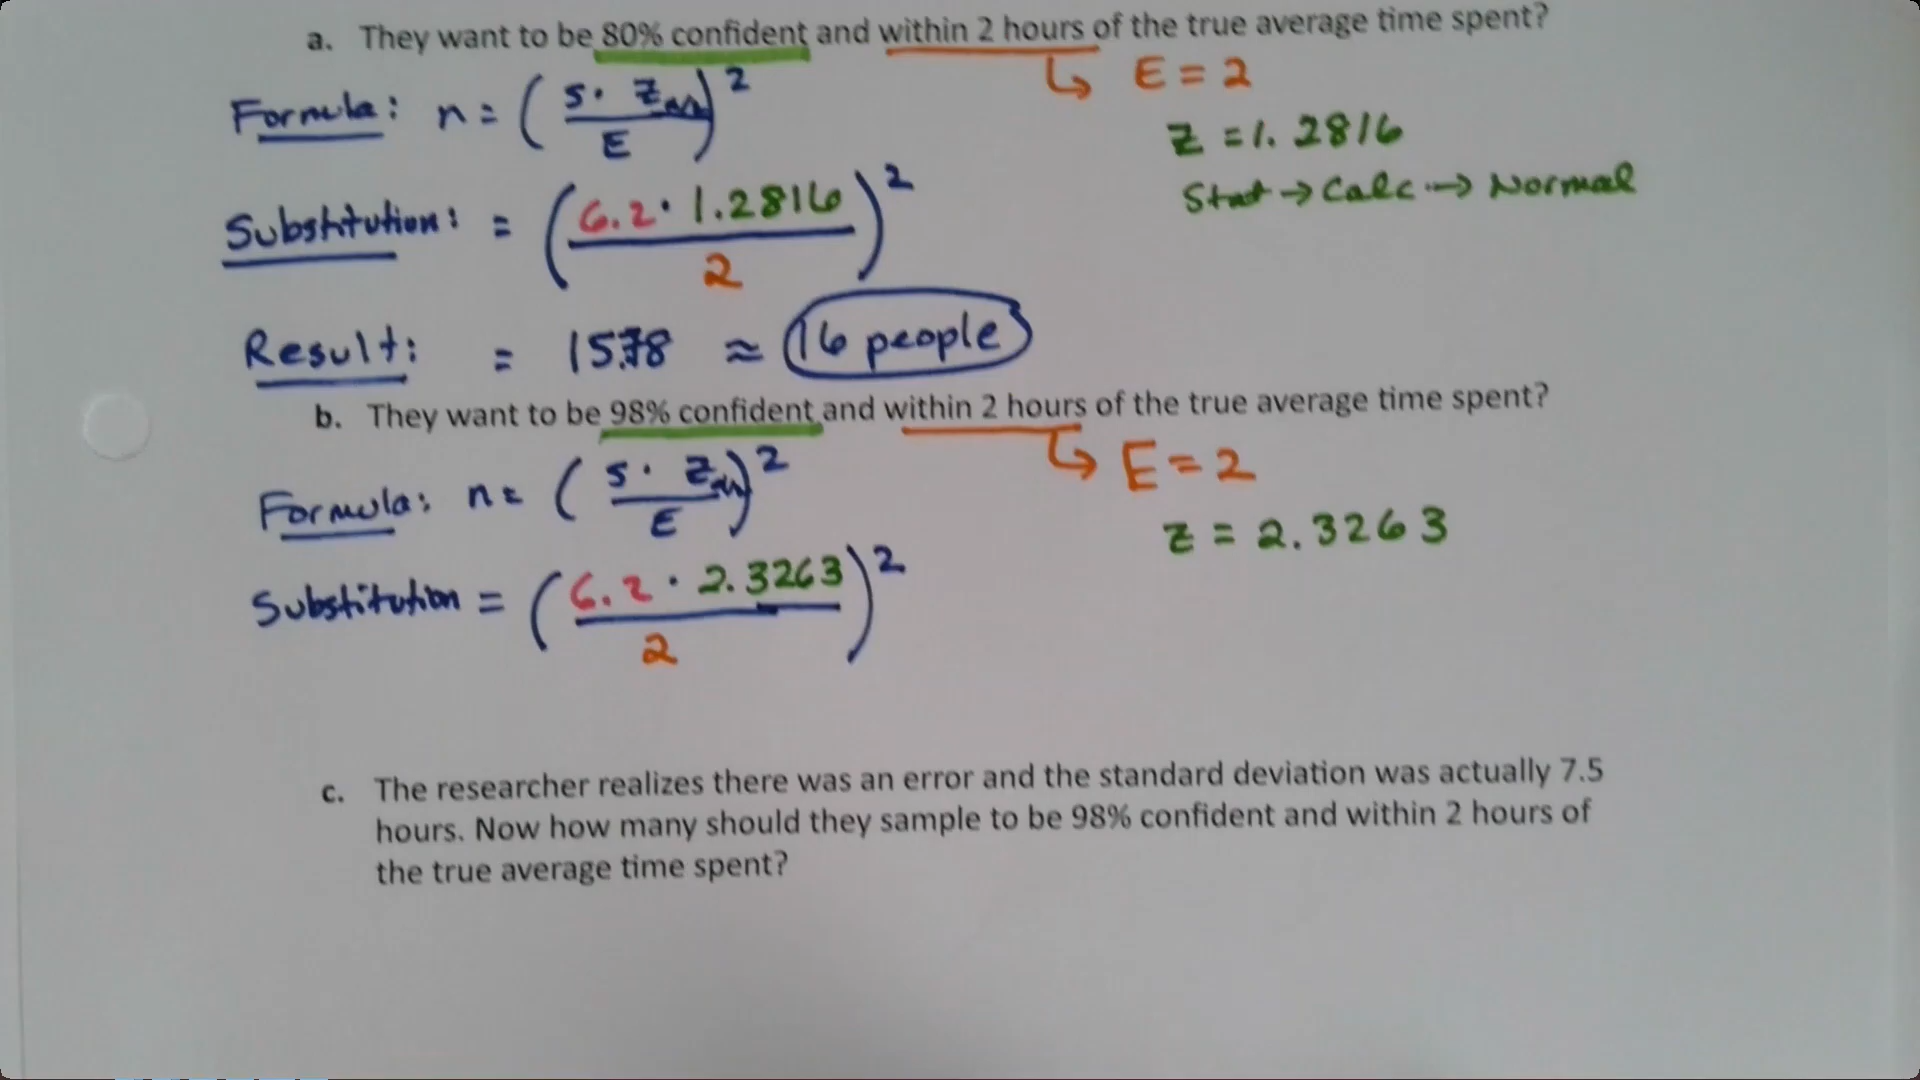 a. They want to be 80% confident and within 2 hours of the true average time spent?
↳ E = 2
Formula: n = ( s · Zα/2 / E )²
Z = 1.2816
Stat → Calc → Normal
Substitution: = ( 6.2 · 1.2816 / 2 )²
Result: = 15.78 ≈ 16 people
b. They want to be 98% confident and within 2 hours of the true average time spent?
↳ E = 2
Formula: n = ( s · Zα/2 / E )²
Z = 2.3263
Substitution = ( 6.2 · 2.3263 / 2 )²
c. The researcher realizes there was an error and the standard deviation was actually 7.5
hours. Now how many should they sample to be 98% confident and within 2 hours of
the true average time spent?